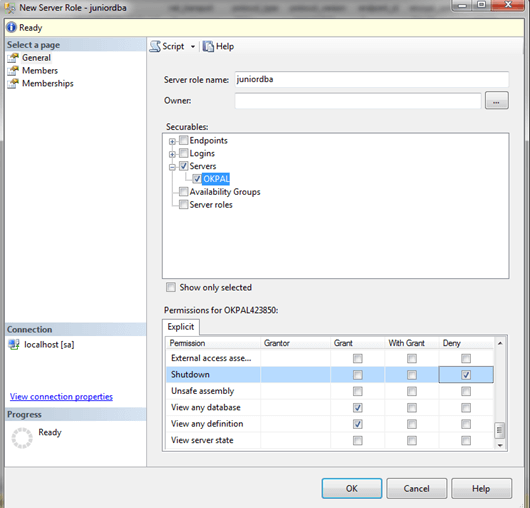 New Server Role - juniordba
Ready
Select a page
General
Members
Memberships
Script
Help
Server role name:
juniordba
Owner:
...
Securables:
Endpoints
Logins
Servers
OKPAL
Availability Groups
Server roles
Show only selected
Permissions for OKPAL423850:
Explicit
Permission Grantor Grant With Grant Deny
External access asse...
Shutdown
Unsafe assembly
View any database
View any definition
View server state
Connection
localhost [sa]
View connection properties
Progress
Ready
OK Cancel Help